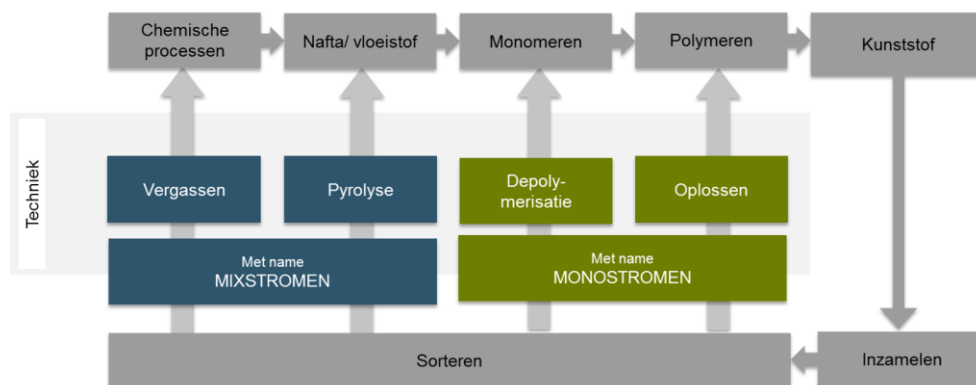 Chemische
processen
Nafta/ vloeistof
Monomeren
Polymeren
Kunststof
Techniek
Vergassen
Pyrolyse
Depoly-
merisatie
Oplossen
Met name
MIXSTROMEN
Met name
MONOSTROMEN
Sorteren
Inzamelen